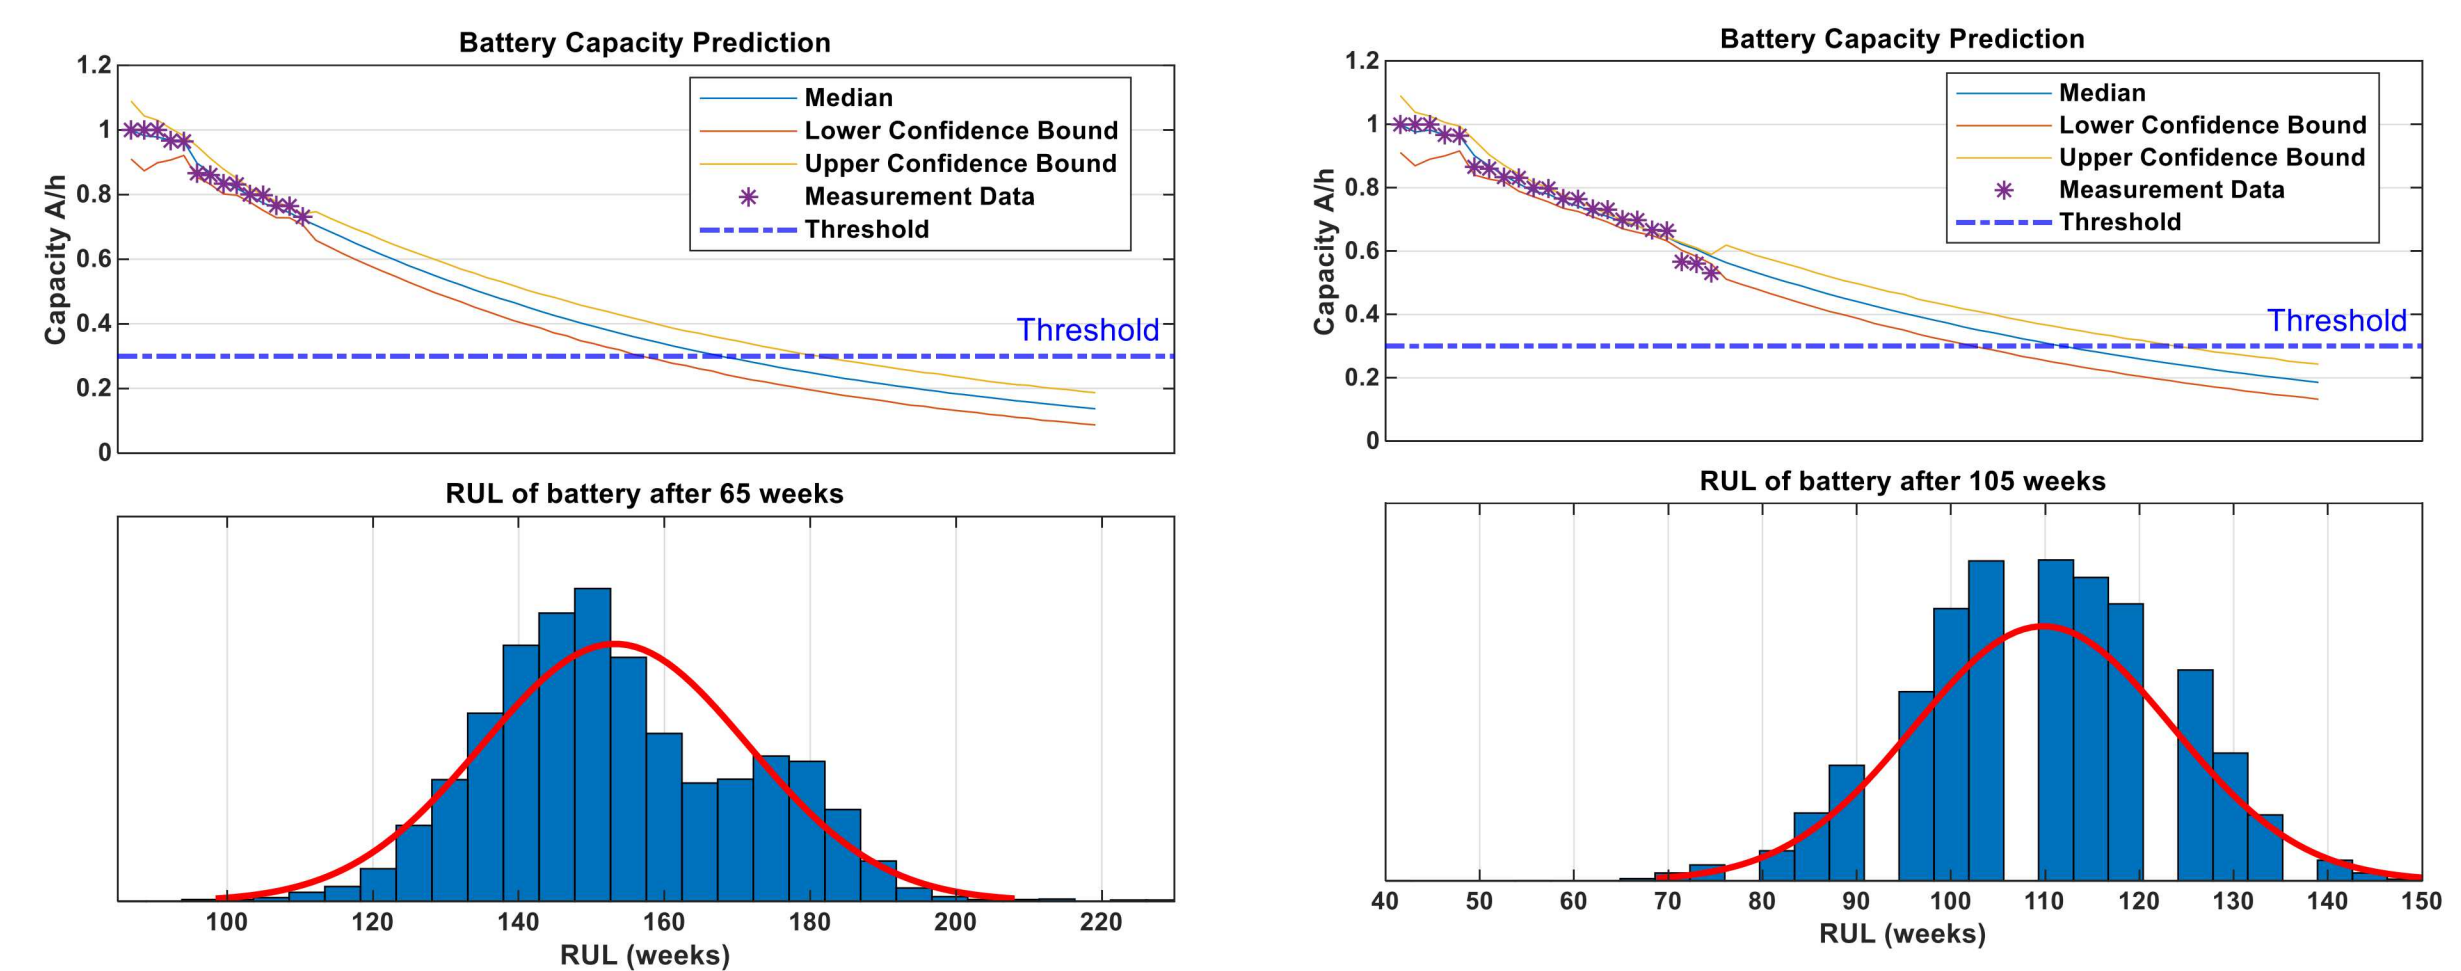 Battery Capacity Prediction
1.2
1
0.8
0.6
0.4
0.2
0
Capacity A/h
Median
Lower Confidence Bound
Upper Confidence Bound
Measurement Data
Threshold
Threshold
RUL of battery after 65 weeks
100 120 140 160 180 200 220
RUL (weeks)
Battery Capacity Prediction
1.2
1
0.8
0.6
0.4
0.2
0
Capacity A/h
Median
Lower Confidence Bound
Upper Confidence Bound
Measurement Data
Threshold
Threshold
RUL of battery after 105 weeks
40 50 60 70 80 90 100 110 120 130 140 150
RUL (weeks)